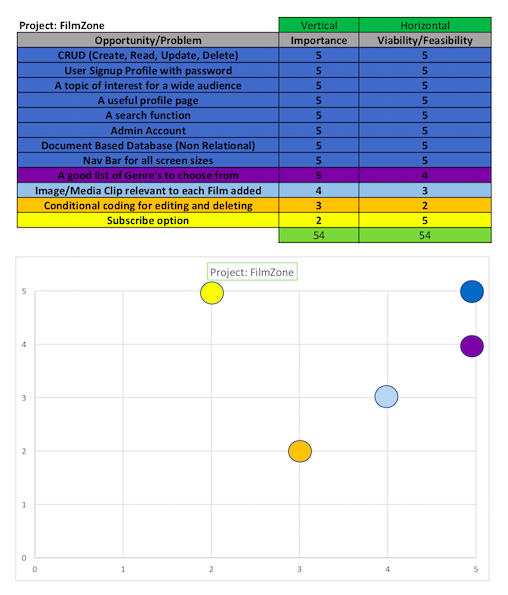 Project: FilmZone Vertical Horizontal
Opportunity/Problem Importance Viability/Feasibility
CRUD (Create, Read, Update, Delete) 5 5
User Signup Profile with password 5 5
A topic of interest for a wide audience 5 5
A useful profile page 5 5
A search function 5 5
Admin Account 5 5
Document Based Database (Non Relational) 5 5
Nav Bar for all screen sizes 5 5
A good list of Genre's to choose from 5 4
Image/Media Clip relevant to each Film added 4 3
Conditional coding for editing and deleting 3 2
Subscribe option 2 5
54 54
Project: FilmZone
5
4
3
2
1
0
0 1 2 3 4 5